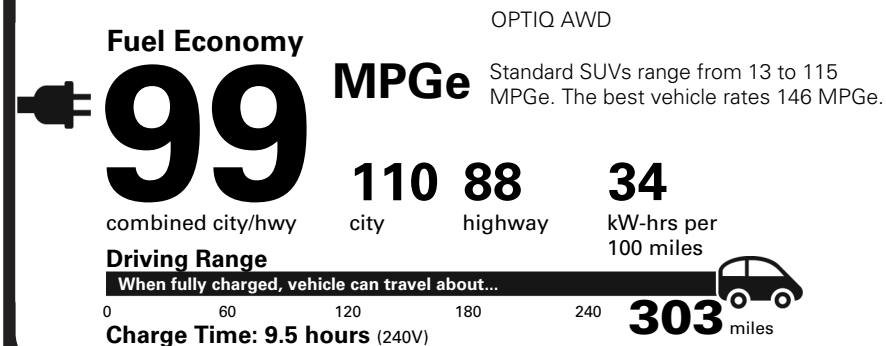 OPTIQ AWD
Fuel Economy
99
MPGe
Standard SUVs range from 13 to 115
MPGe. The best vehicle rates 146 MPGe.
110 88 34
combined city/hwy city highway kW-hrs per
100 miles
Driving Range
When fully charged, vehicle can travel about...
0 60 120 180 240 303 miles
Charge Time: 9.5 hours (240V)